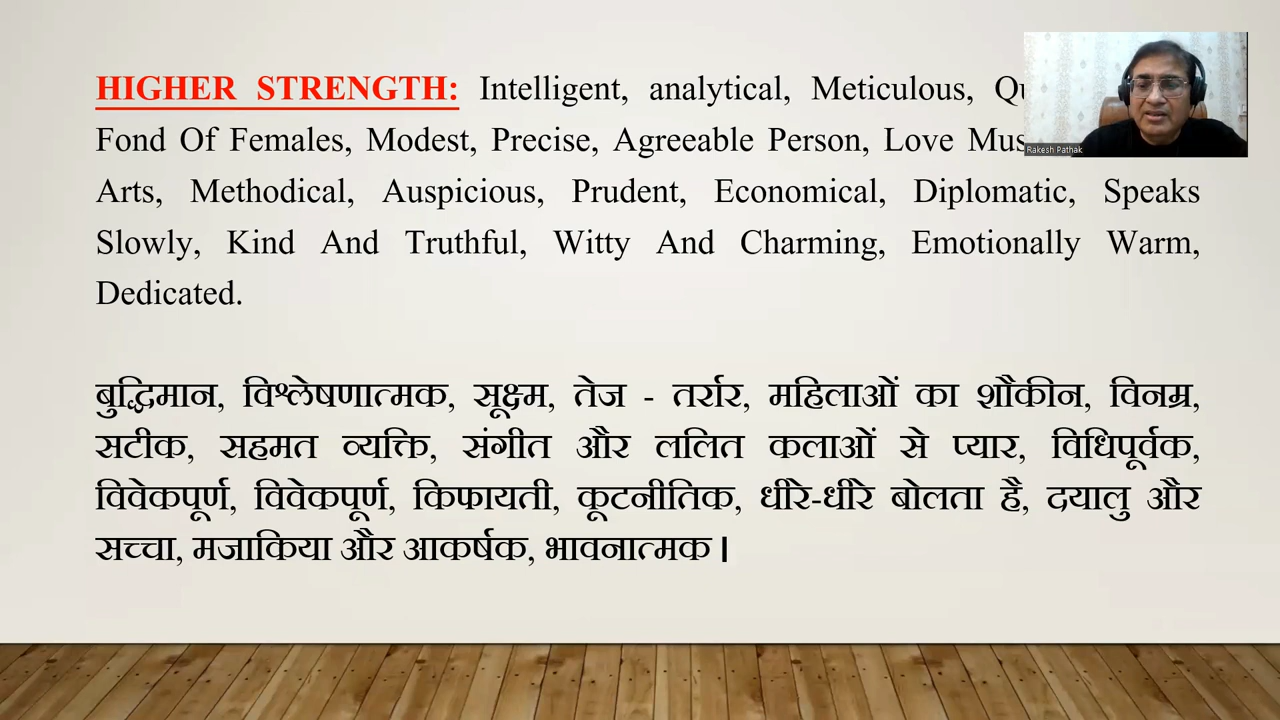 HIGHER STRENGTH: Intelligent, analytical, Meticulous,
Fond Of Females, Modest, Precise, Agreeable Person, Love
Arts, Methodical, Auspicious, Prudent, Economical, Diplomatic, Speaks
Slowly, Kind And Truthful, Witty And Charming, Emotionally Warm,
Dedicated.
बुद्धिमान, विश्लेषणात्मक, सूक्ष्म, तेज - तर्रार, महिलाओं का शौकीन, विनम्र,
सटीक, सहमत व्यक्ति, संगीत और ललित कलाओं से प्यार, विधिपूर्वक,
विवेकपूर्ण, विवेकपूर्ण, किफायती, कूटनीतिक, धीरे-धीरे बोलता है, दयालु और
सच्चा, मजाकिया और आकर्षक, भावनात्मक ।
Rakesh Pathak